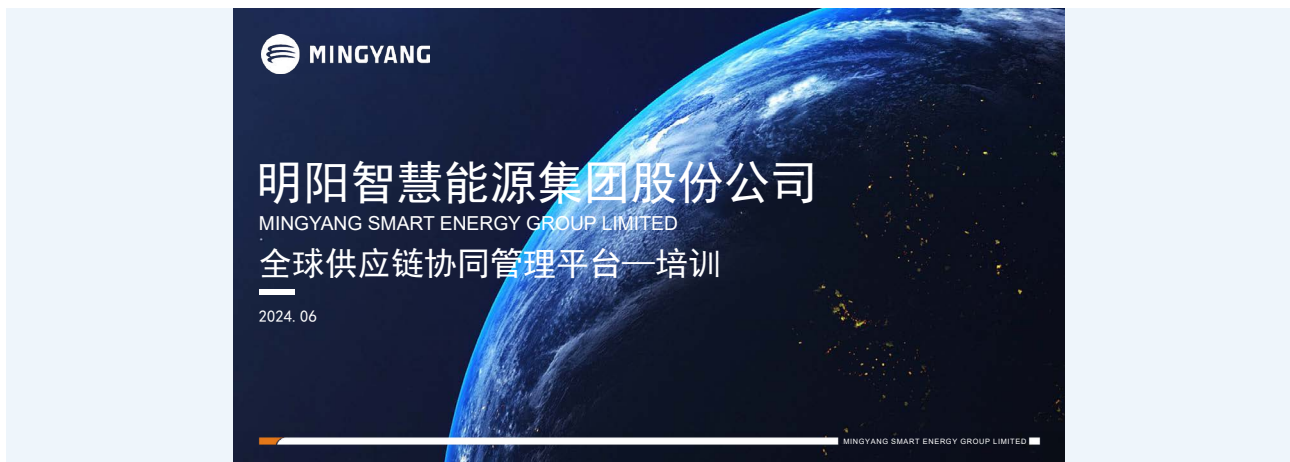 MINGYANG
明阳智慧能源集团股份公司
MINGYANG SMART ENERGY GROUP LIMITED
全球供应链协同管理平台—培训
2024. 06
MINGYANG SMART ENERGY GROUP LIMITED